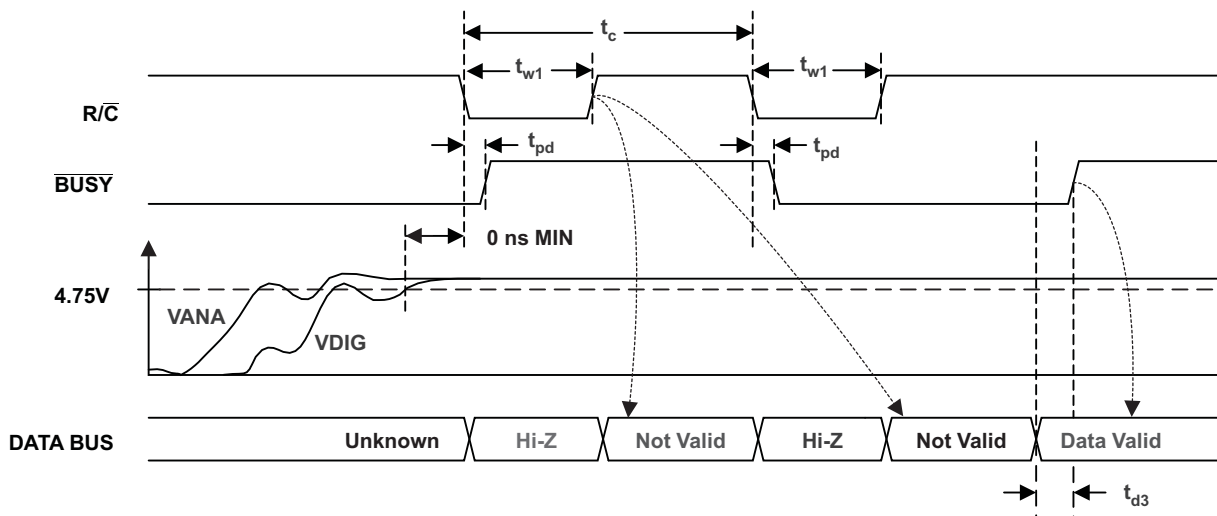 t_c
t_w1 t_w1
R/C̅
t_pd t_pd
B̅U̅S̅Y̅
0 ns MIN
4.75V
VANA
VDIG
DATA BUS Unknown Hi-Z Not Valid Hi-Z Not Valid Data Valid
t_d3